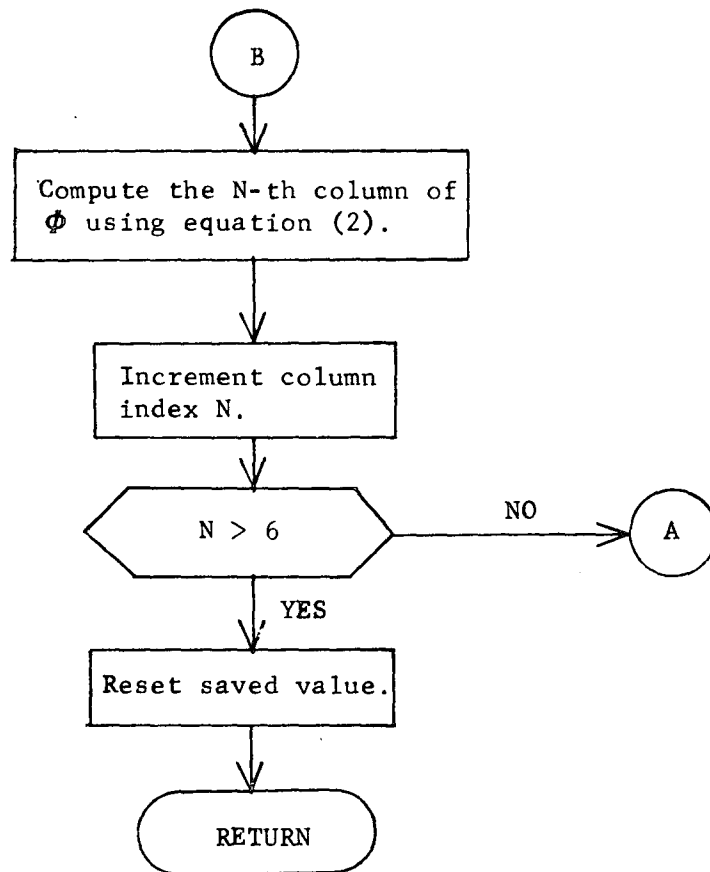 B
Compute the N-th column of
Φ using equation (2).
Increment column
index N.
N > 6
NO
A
YES
Reset saved value.
RETURN